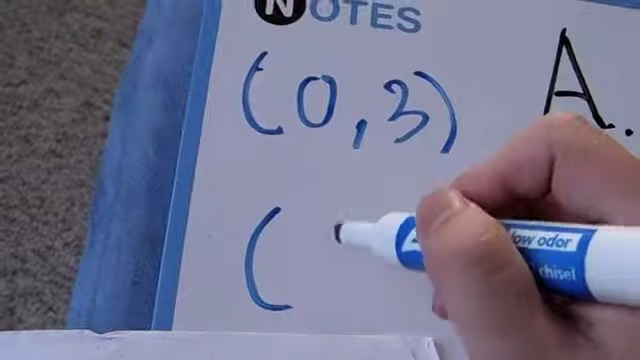 NOTES
(0,3)
A.
(
low odor
chisel